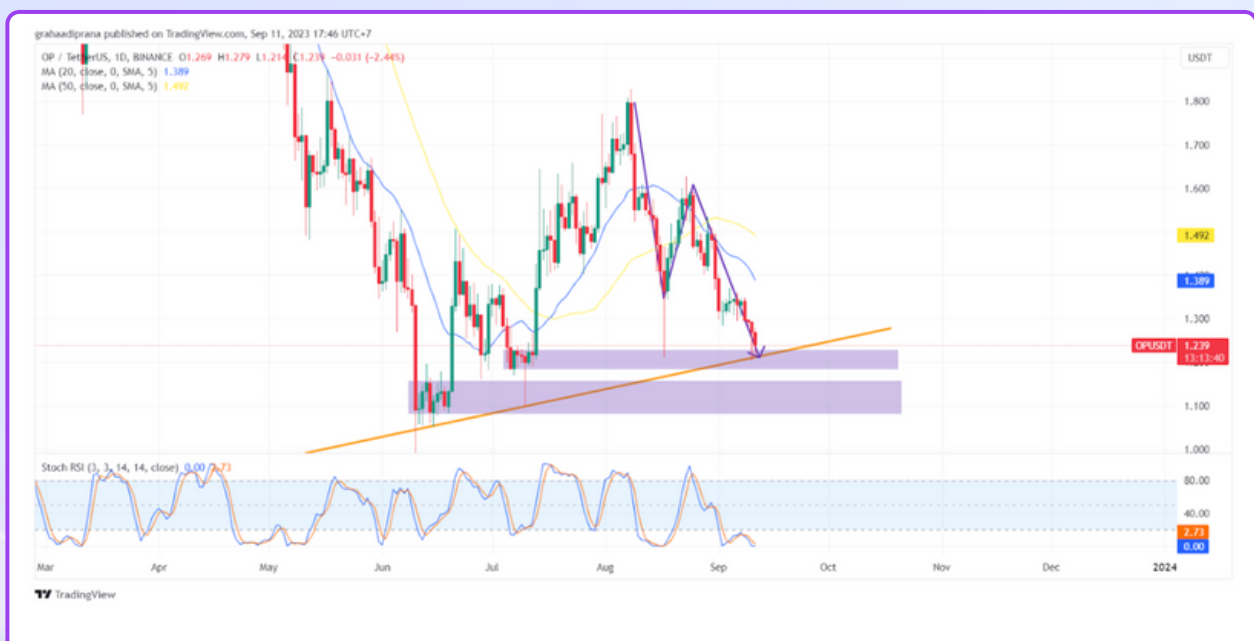 grahaadiprana published on TradingView.com, Sep 11, 2023 17:46 UTC+7
OP / TetherUS, 1D, BINANCE O1.269 H1.279 L1.214 C1.239 -0.031 (-2.44%)
USDT
MA (20, close, 0, SMA, 5) 1.389
MA (50, close, 0, SMA, 5) 1.492
1.800
1.700
1.600
1.492
1.389
1.300
OPUSDT 1.239
13:13:40
1.100
1.000
Stoch RSI (3, 3, 14, 14, close) 0.00 2.73
80.00
40.00
2.73
0.00
Mar Apr May Jun Jul Aug Sep Oct Nov Dec 2024
TradingView